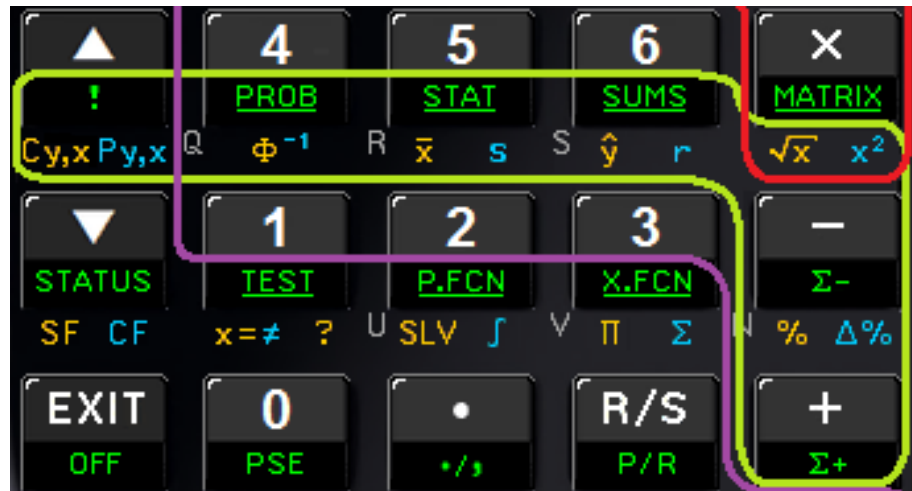 ▲ 4 5 6 ×
! PROB STAT SUMS MATRIX
Cy,x Py,x Q Φ⁻¹ R x̄ s S ŷ r √x x²
▼ 1 2 3 −
STATUS TEST P.FCN X.FCN Σ−
SF CF x=≠ ? U SLV ∫ V Π Σ % Δ%
EXIT 0 • R/S +
OFF PSE ./, P/R Σ+